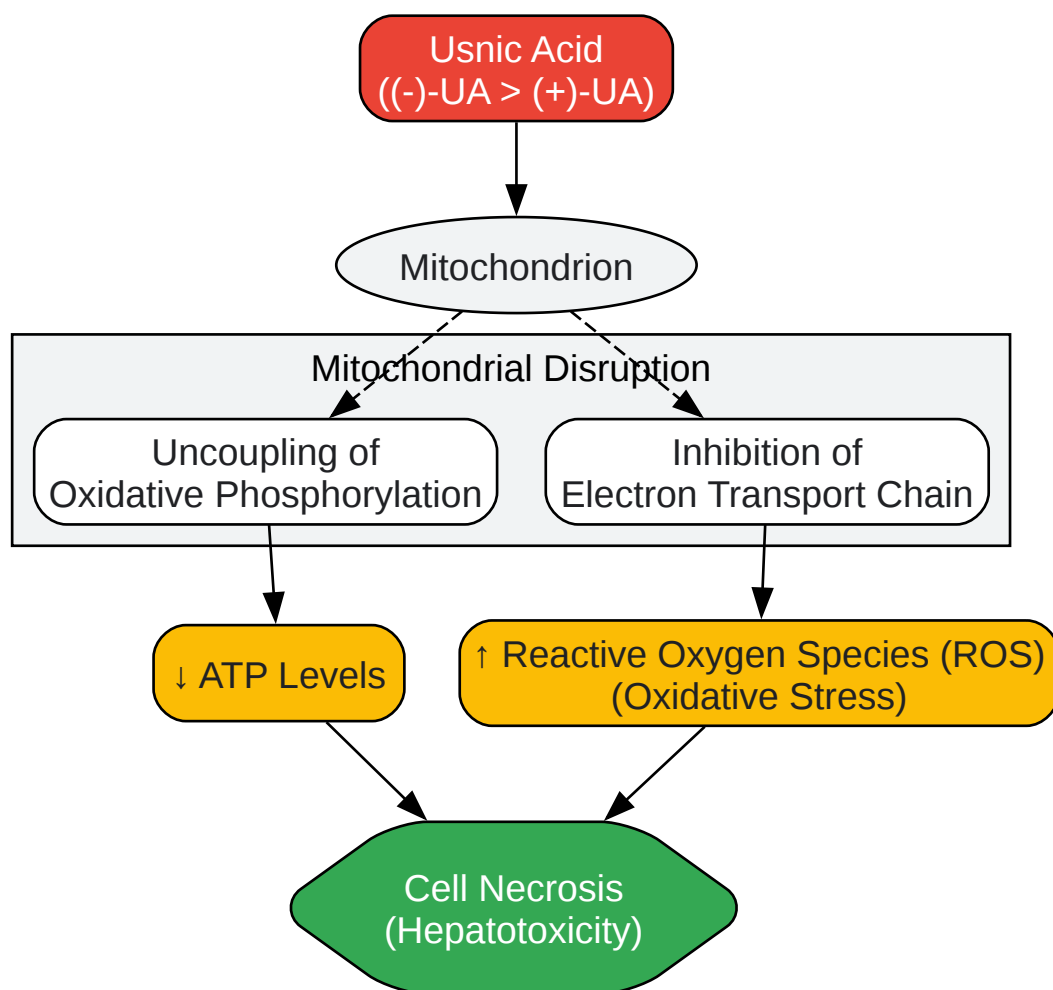 Usnic Acid
((-)-UA > (+)-UA)
Mitochondrion
Mitochondrial Disruption
Uncoupling of
Oxidative Phosphorylation
Inhibition of
Electron Transport Chain
↓ ATP Levels
↑ Reactive Oxygen Species (ROS)
(Oxidative Stress)
Cell Necrosis
(Hepatotoxicity)